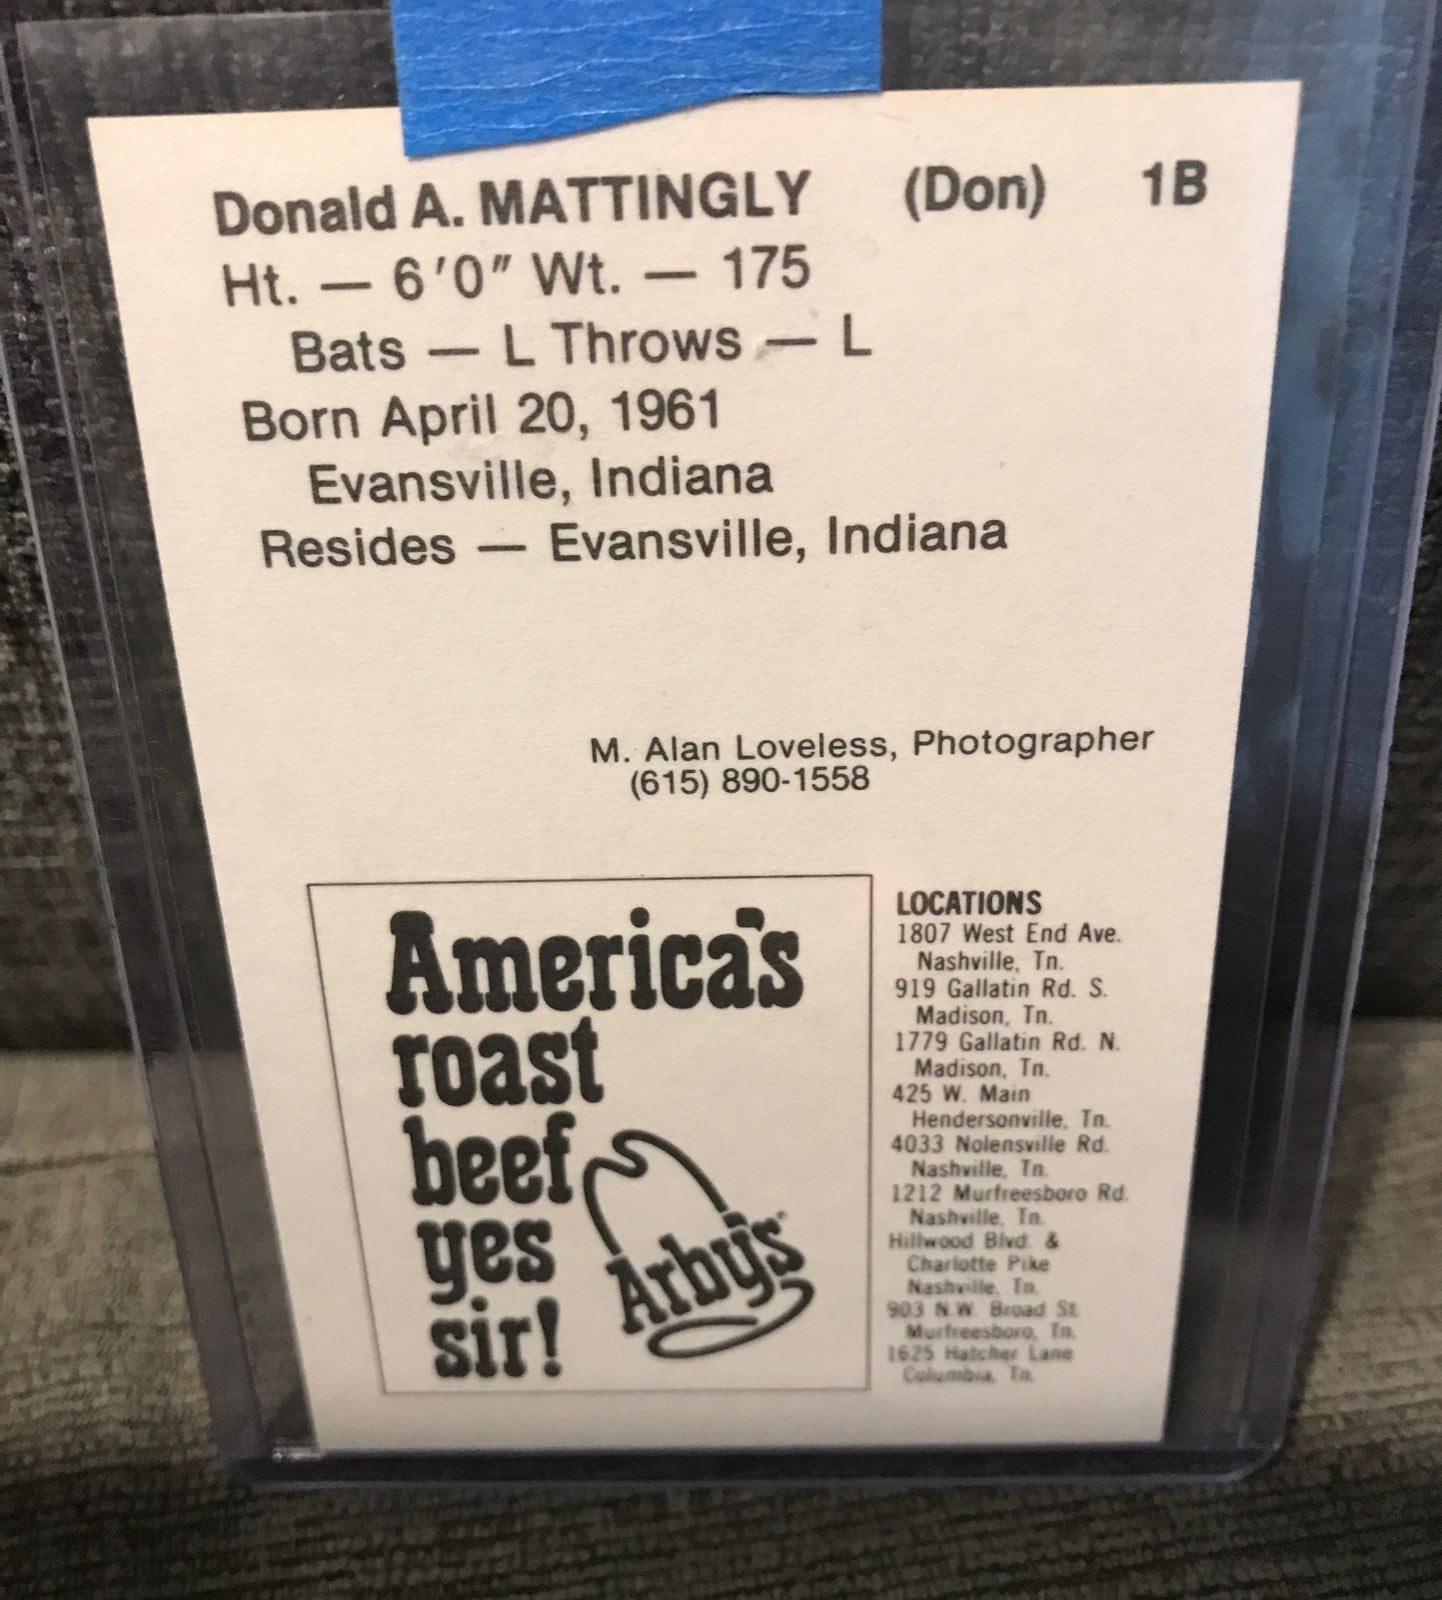 Donald A. MATTINGLY (Don) 1B
Ht. — 6'0" Wt. — 175
Bats — L Throws — L
Born April 20, 1961
Evansville, Indiana
Resides — Evansville, Indiana
M. Alan Loveless, Photographer
(615) 890-1558
America's
roast
beef
yes
sir!
Arby's
LOCATIONS
1807 West End Ave.
Nashville, Tn.
919 Gallatin Rd. S.
Madison, Tn.
1779 Gallatin Rd. N.
Madison, Tn.
425 W. Main
Hendersonville, Tn.
4033 Nolensville Rd.
Nashville, Tn.
1212 Murfreesboro Rd.
Nashville, Tn.
Hillwood Blvd. &
Charlotte Pike
Nashville, Tn.
903 N.W. Broad St.
Murfreesboro, Tn.
1625 Hatcher Lane
Columbia, Tn.